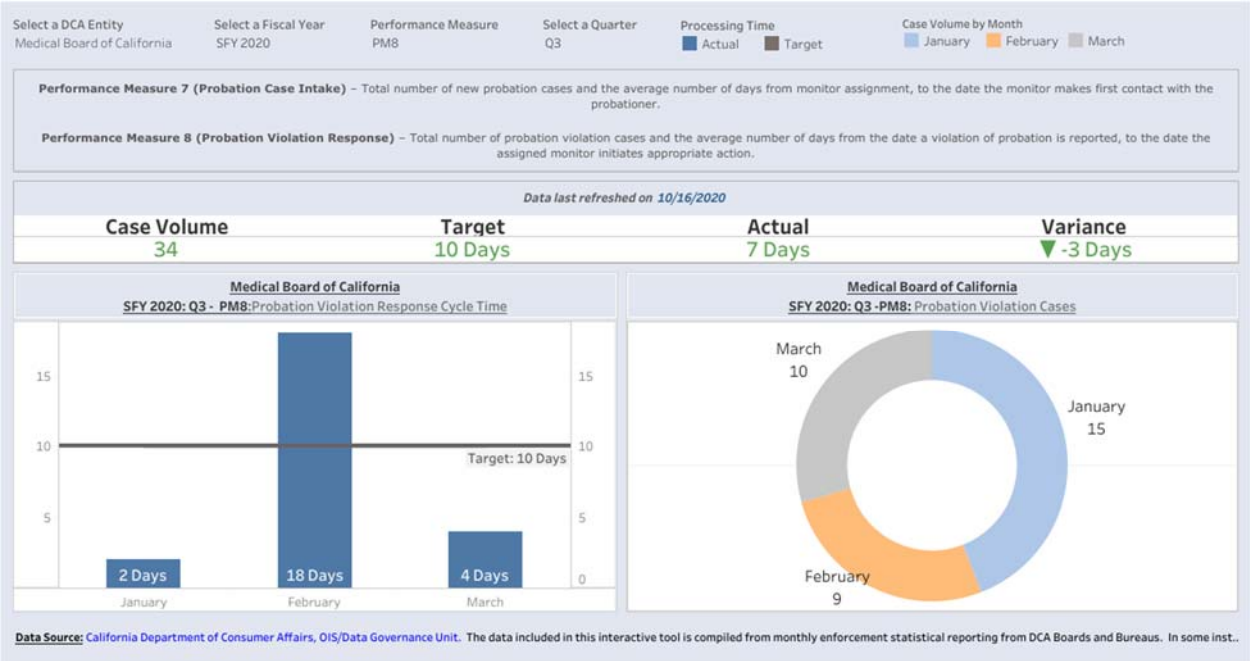 Select a DCA Entity
Medical Board of California
Select a Fiscal Year
SFY 2020
Performance Measure
PM8
Select a Quarter
Q3
Processing Time
Actual Target
Case Volume by Month
January February March
Performance Measure 7 (Probation Case Intake) – Total number of new probation cases and the average number of days from monitor assignment, to the date the monitor makes first contact with the
probationer.
Performance Measure 8 (Probation Violation Response) – Total number of probation violation cases and the average number of days from the date a violation of probation is reported, to the date the
assigned monitor initiates appropriate action.
Data last refreshed on 10/16/2020
Case Volume Target Actual Variance
34 10 Days 7 Days ▼ -3 Days
Medical Board of California
SFY 2020: Q3 - PM8:Probation Violation Response Cycle Time
15 15
10 10
Target: 10 Days
5 5
0
2 Days 18 Days 4 Days
January February March
Medical Board of California
SFY 2020: Q3 -PM8: Probation Violation Cases
March
10
January
15
February
9
Data Source: California Department of Consumer Affairs, OIS/Data Governance Unit. The data included in this interactive tool is compiled from monthly enforcement statistical reporting from DCA Boards and Bureaus. In some inst..